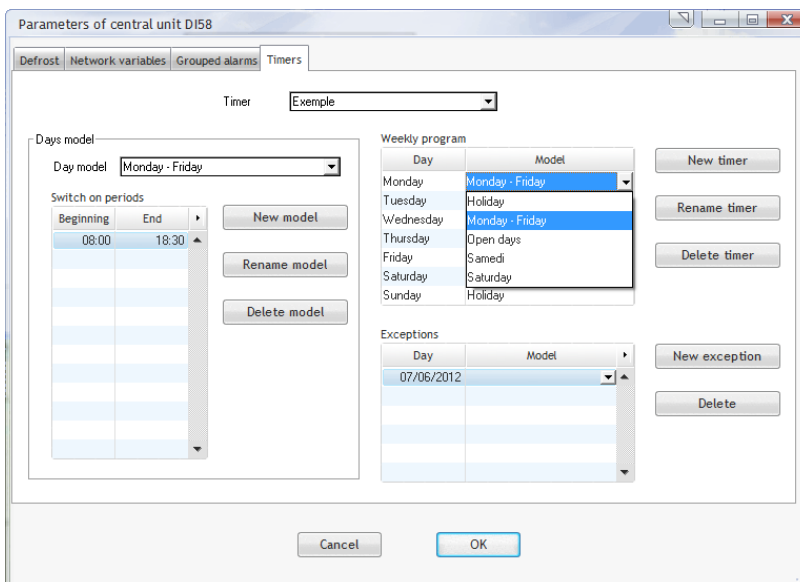 Parameters of central unit DI58
Defrost Network variables Grouped alarms Timers
Timer Exemple
Days model
Day model Monday - Friday
Switch on periods
Beginning End
08:00 18:30
New model
Rename model
Delete model
Weekly program
Day Model
Monday Monday - Friday
Tuesday Holiday
Wednesday Monday - Friday
Thursday Open days
Friday Samedi
Saturday Saturday
Sunday Holiday
New timer
Rename timer
Delete timer
Exceptions
Day Model
07/06/2012
New exception
Delete
Cancel OK